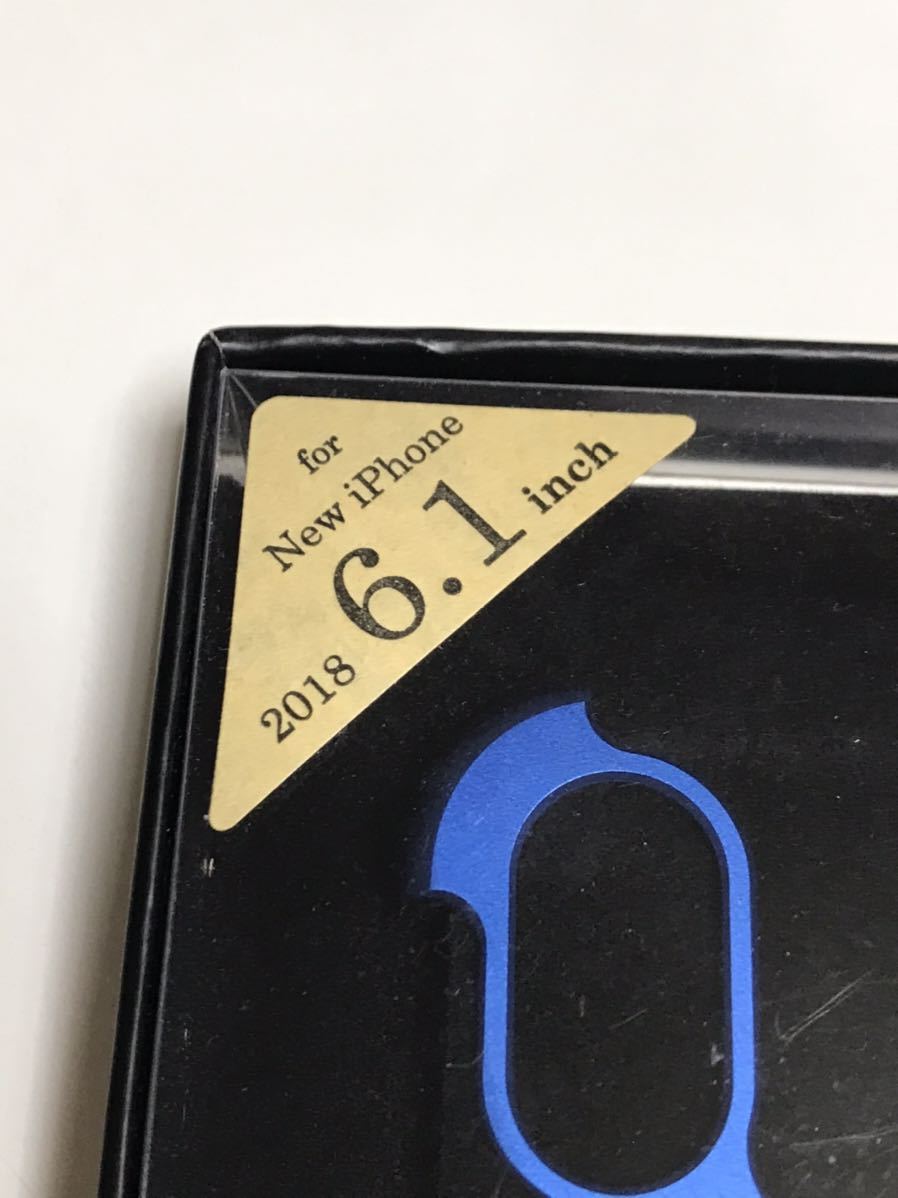 for
New iPhone
2018 6.1 inch